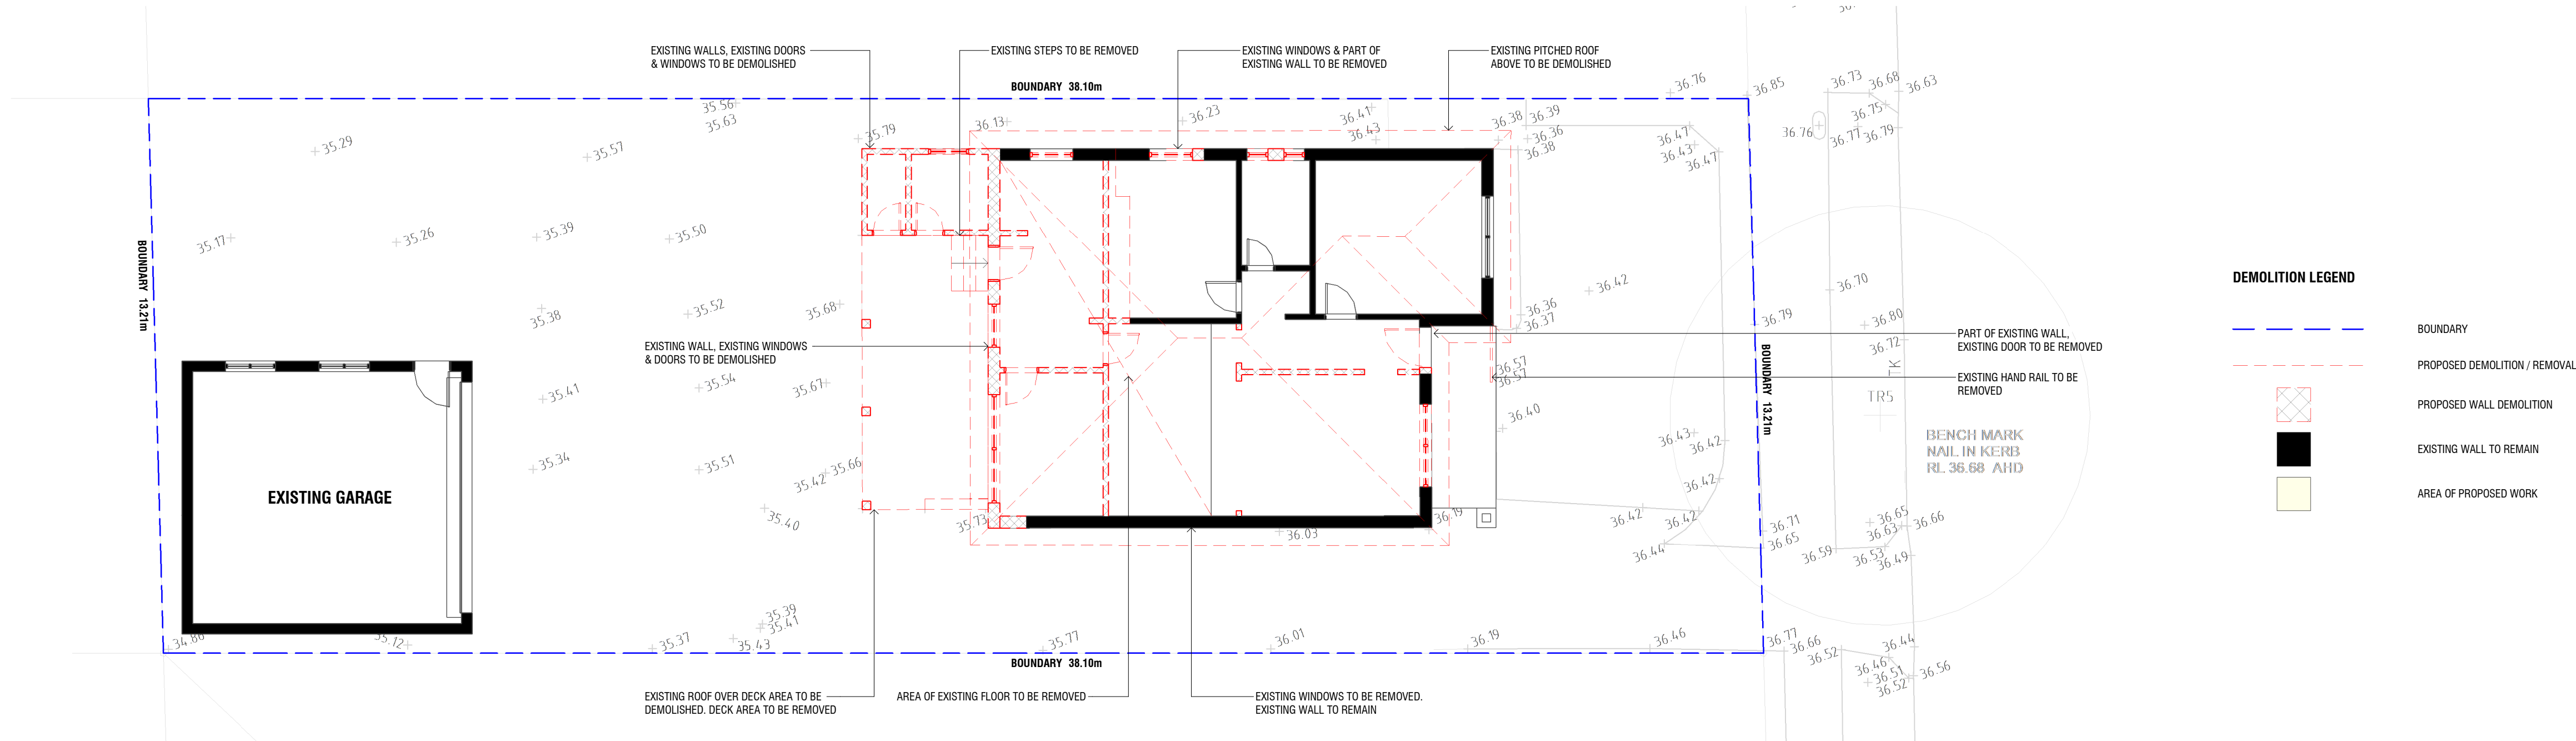 EXISTING WALLS, EXISTING DOORS
& WINDOWS TO BE DEMOLISHED
EXISTING STEPS TO BE REMOVED
EXISTING WINDOWS & PART OF
EXISTING WALL TO BE REMOVED
EXISTING PITCHED ROOF
ABOVE TO BE DEMOLISHED
BOUNDARY 38.10m
36.76
36.85
36.73
36.68
36.63
36.75
36.76
36.77
36.79
35.56
35.63
35.79
36.13
36.23
36.41
36.43
36.38
36.39
36.36
36.38
36.47
36.43
36.47
35.29
35.57
35.17
35.26
35.39
35.50
BOUNDARY 13.21m
35.38
35.52
35.68
36.42
36.36
36.37
36.79
36.70
36.80
36.72
TK
EXISTING WALL, EXISTING WINDOWS
& DOORS TO BE DEMOLISHED
PART OF EXISTING WALL,
EXISTING DOOR TO BE REMOVED
EXISTING HAND RAIL TO BE
REMOVED
36.57
36.57
35.41
35.54
35.67
36.40
BOUNDARY 13.21m
TR5
BENCH MARK
NAIL IN KERB
RL 36.68 AHD
35.34
35.51
35.42
35.66
35.40
35.73
36.03
36.19
36.43
36.42
36.42
36.42
36.42
36.44
36.71
36.65
36.59
36.65
36.63
36.66
36.53
36.49
EXISTING GARAGE
34.86
35.12
35.37
35.39
35.41
35.43
35.77
36.01
36.19
36.46
36.77
36.66
36.52
36.44
36.46
36.51
36.52
36.56
BOUNDARY 38.10m
EXISTING ROOF OVER DECK AREA TO BE
DEMOLISHED. DECK AREA TO BE REMOVED
AREA OF EXISTING FLOOR TO BE REMOVED
EXISTING WINDOWS TO BE REMOVED.
EXISTING WALL TO REMAIN
DEMOLITION LEGEND
BOUNDARY
PROPOSED DEMOLITION / REMOVAL
PROPOSED WALL DEMOLITION
EXISTING WALL TO REMAIN
AREA OF PROPOSED WORK